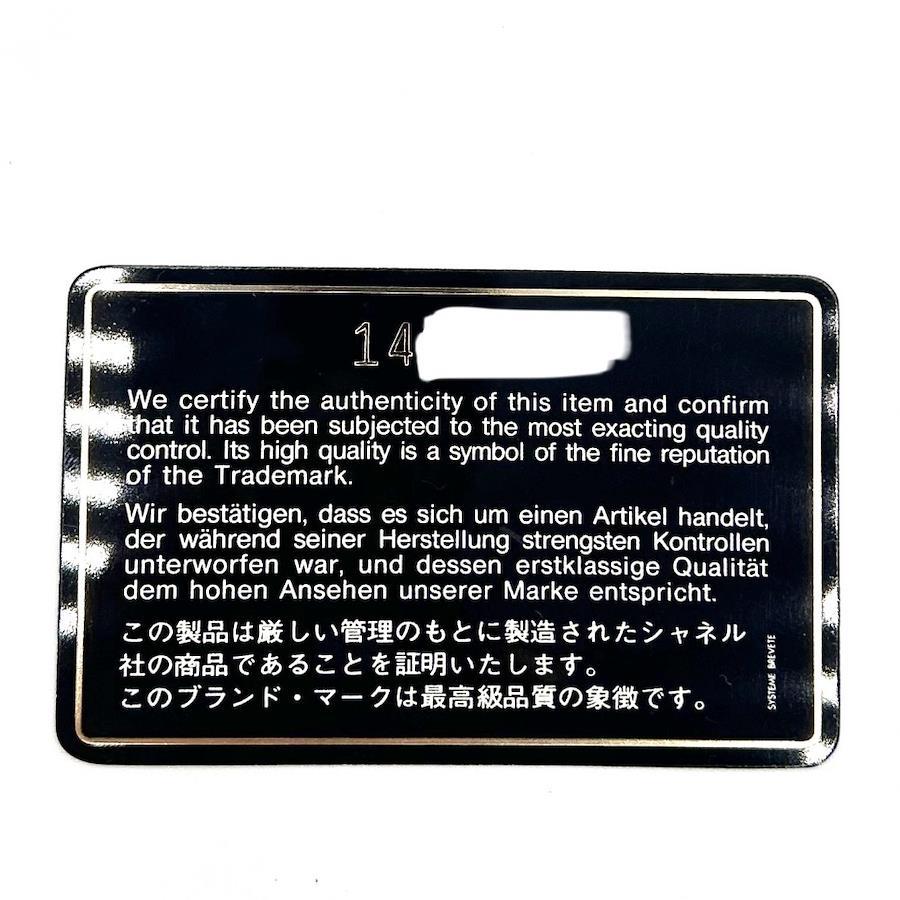 14
We certify the authenticity of this item and confirm
that it has been subjected to the most exacting quality
control. Its high quality is a symbol of the fine reputation
of the Trademark.
Wir bestätigen, dass es sich um einen Artikel handelt,
der während seiner Herstellung strengsten Kontrollen
unterworfen war, und dessen erstklassige Qualität
dem hohen Ansehen unserer Marke entspricht.
この製品は厳しい管理のもとに製造されたシャネル
社の商品であることを証明いたします。
このブランド・マークは最高級品質の象徴です。
SYSTEME BREVETE